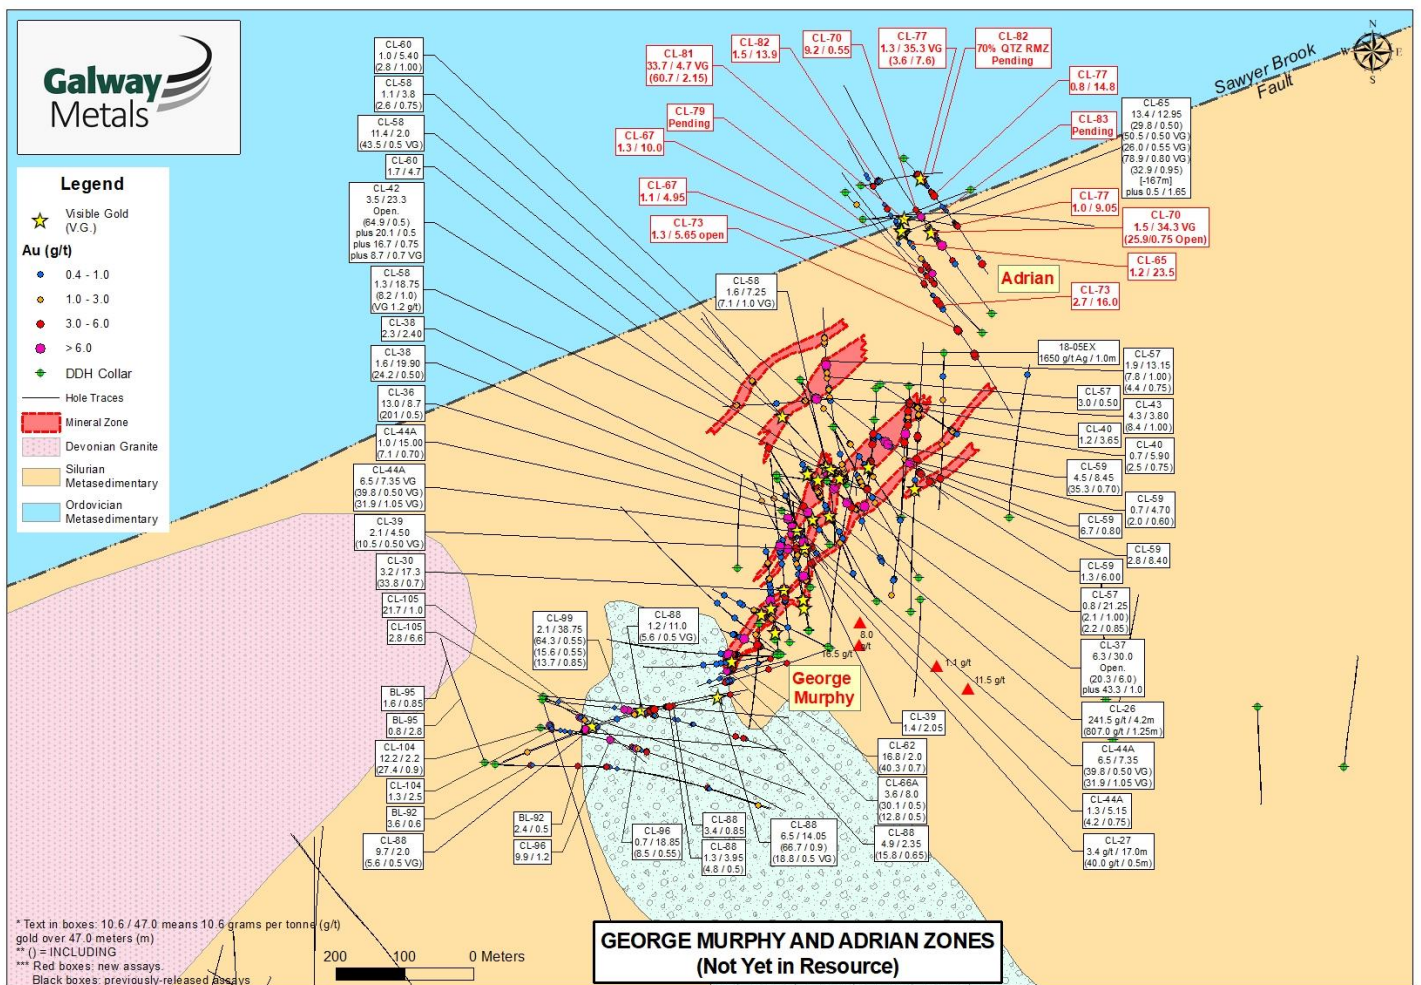 Galway
Metals
Legend
Visible Gold
(V.G.)
Au (g/t)
0.4 - 1.0
1.0 - 3.0
3.0 - 6.0
> 6.0
DDH Collar
Hole Traces
Mineral Zone
Devonian Granite
Silurian
Metasedimentary
Ordovician
Metasedimentary
CL-60
1.0 / 5.40
(2.8 / 1.00)
CL-58
1.1 / 3.8
(2.6 / 0.75)
CL-58
11.4 / 2.0
(43.5 / 0.5 VG)
CL-60
1.7 / 4.7
CL-42
3.5 / 23.3
Open.
(64.9 / 0.5)
plus 20.1 / 0.5
plus 16.7 / 0.75
plus 8.7 / 0.7 VG
CL-58
1.3 / 18.75
(8.2 / 1.0)
(VG 1.2 g/t)
CL-38
2.3 / 2.40
CL-38
1.6 / 19.90
(24.2 / 0.50)
CL-36
13.0 / 8.7
(201 / 0.5)
CL-44A
1.0 / 15.00
(7.1 / 0.70)
CL-44A
6.5 / 7.35 VG
(39.8 / 0.50 VG)
(31.9 / 1.05 VG)
CL-39
2.1 / 4.50
(10.5 / 0.50 VG)
CL-30
3.2 / 17.3
(33.8 / 0.7)
CL-105
21.7 / 1.0
CL-105
2.8 / 6.6
BL-95
1.6 / 0.85
BL-95
0.8 / 2.8
CL-104
12.2 / 2.2
(27.4 / 0.9)
CL-104
1.3 / 2.5
BL-92
3.6 / 0.6
CL-88
9.7 / 2.0
(5.6 / 0.5 VG)
CL-81
33.7 / 4.7 VG
(60.7 / 2.15)
CL-82
1.5 / 13.9
CL-70
9.2 / 0.55
CL-77
1.3 / 35.3 VG
(3.6 / 7.6)
CL-82
70% QTZ RMZ
Pending
CL-77
0.8 / 14.8
CL-79
Pending
CL-83
Pending
CL-67
1.3 / 10.0
CL-67
1.1 / 4.95
CL-73
1.3 / 5.65 open
CL-77
1.0 / 9.05
CL-70
1.5 / 34.3 VG
(25.9/0.75 Open)
CL-65
1.2 / 23.5
CL-73
2.7 / 16.0
Adrian
Sawyer Brook
Fault
N
E
S
CL-65
13.4 / 12.95
(29.8 / 0.50)
(50.5 / 0.50 VG)
(26.0 / 0.55 VG)
(78.9 / 0.80 VG)
(32.9 / 0.95)
[-167m]
plus 0.5 / 1.65
CL-58
1.6 / 7.25
(7.1 / 1.0 VG)
18-05EX
1650 g/t Ag / 1.0m
CL-57
1.9 / 13.15
(7.8 / 1.00)
(4.4 / 0.75)
CL-57
3.0 / 0.50
CL-43
4.3 / 3.80
(8.4 / 1.00)
CL-40
1.2 / 3.65
CL-40
0.7 / 5.90
(2.5 / 0.75)
CL-59
4.5 / 8.45
(35.3 / 0.70)
CL-59
0.7 / 4.70
(2.0 / 0.60)
CL-59
6.7 / 0.80
CL-59
2.8 / 8.40
CL-59
1.3 / 6.00
CL-57
0.8 / 21.25
(2.1 / 1.00)
(2.2 / 0.85)
CL-37
6.3 / 30.0
Open.
(20.3 / 6.0)
plus 43.3 / 1.0
CL-26
241.5 g/t / 4.2m
(807.0 g/t / 1.25m)
CL-44A
6.5 / 7.35
(39.8 / 0.50 VG)
(31.9 / 1.05 VG)
CL-44A
1.3 / 5.15
(4.2 / 0.75)
CL-27
3.4 g/t / 17.0m
(40.0 g/t / 0.5m)
8.0
g/t
16.5 g/t
1.1 g/t
11.5 g/t
George
Murphy
CL-99
2.1 / 38.75
(64.3 / 0.55)
(15.6 / 0.55)
(13.7 / 0.85)
CL-88
1.2 / 11.0
(5.6 / 0.5 VG)
CL-39
1.4 / 2.05
CL-62
16.8 / 2.0
(40.3 / 0.7)
CL-66A
3.6 / 8.0
(30.1 / 0.5)
(12.8 / 0.5)
CL-88
4.9 / 2.35
(15.8 / 0.65)
CL-88
6.5 / 14.05
(66.7 / 0.9)
(18.8 / 0.5 VG)
CL-88
3.4 / 0.85
CL-88
1.3 / 3.95
(4.8 / 0.5)
CL-96
0.7 / 18.85
(8.5 / 0.55)
BL-92
2.4 / 0.5
CL-96
9.9 / 1.2
* Text in boxes: 10.6 / 47.0 means 10.6 grams per tonne (g/t)
gold over 47.0 meters (m)
** () = INCLUDING
*** Red boxes: new assays.
Black boxes: previously-released assays
200 100 0 Meters
GEORGE MURPHY AND ADRIAN ZONES
(Not Yet in Resource)